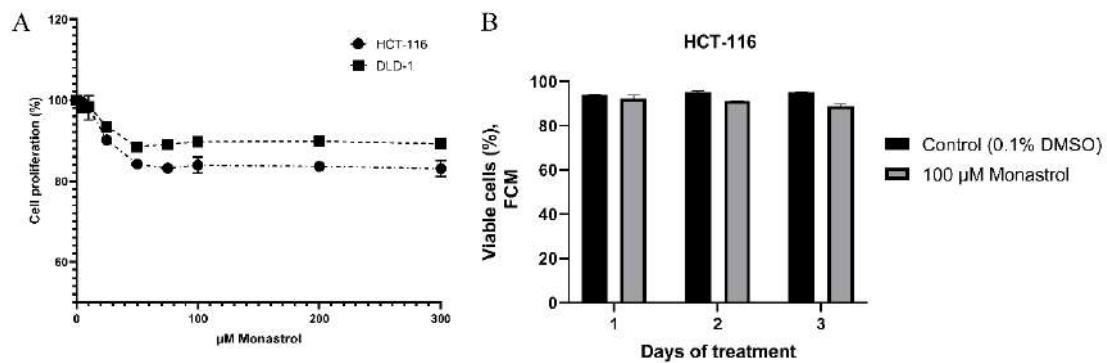 A
HCT-116
DLD-1
Cell proliferation (%)
120
100
80
60
0
100
200
300
µM Monastrol
B
HCT-116
Viable cells (%),
FCM
100
80
60
40
20
0
1
2
3
Days of treatment
Control (0.1% DMSO)
100 µM Monastrol